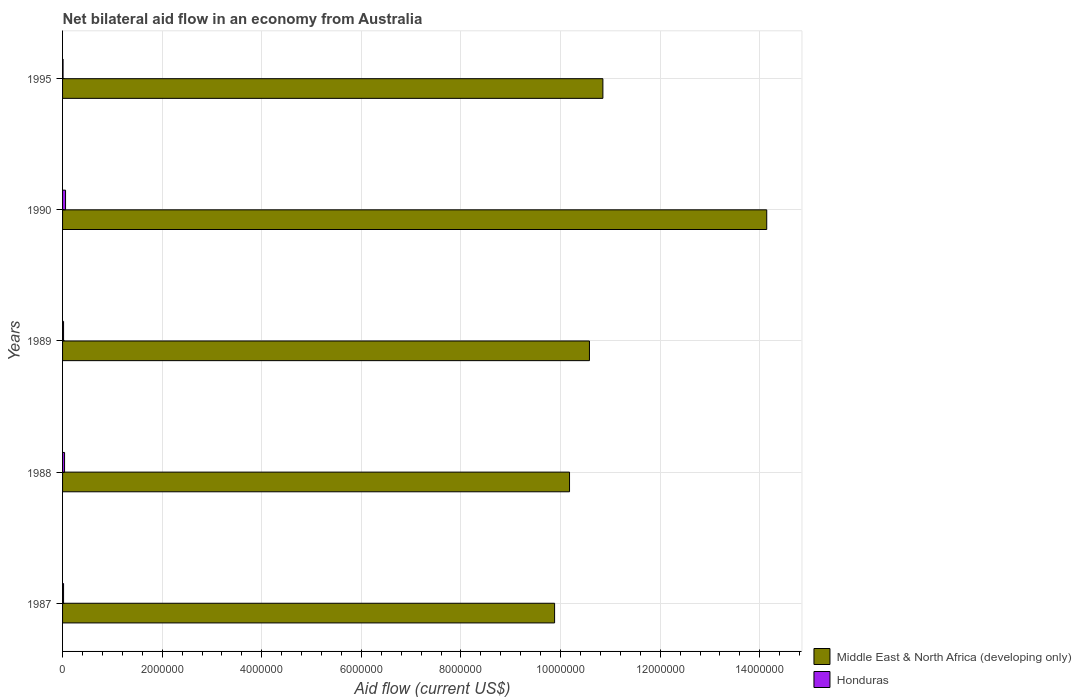 Net bilateral aid flow in an economy from Australia
1995
1990
1989
1988
1987
Years
0
2000000
4000000
6000000
8000000
10000000
12000000
14000000
Aid flow (current US$)
Middle East & North Africa (developing only)
Honduras